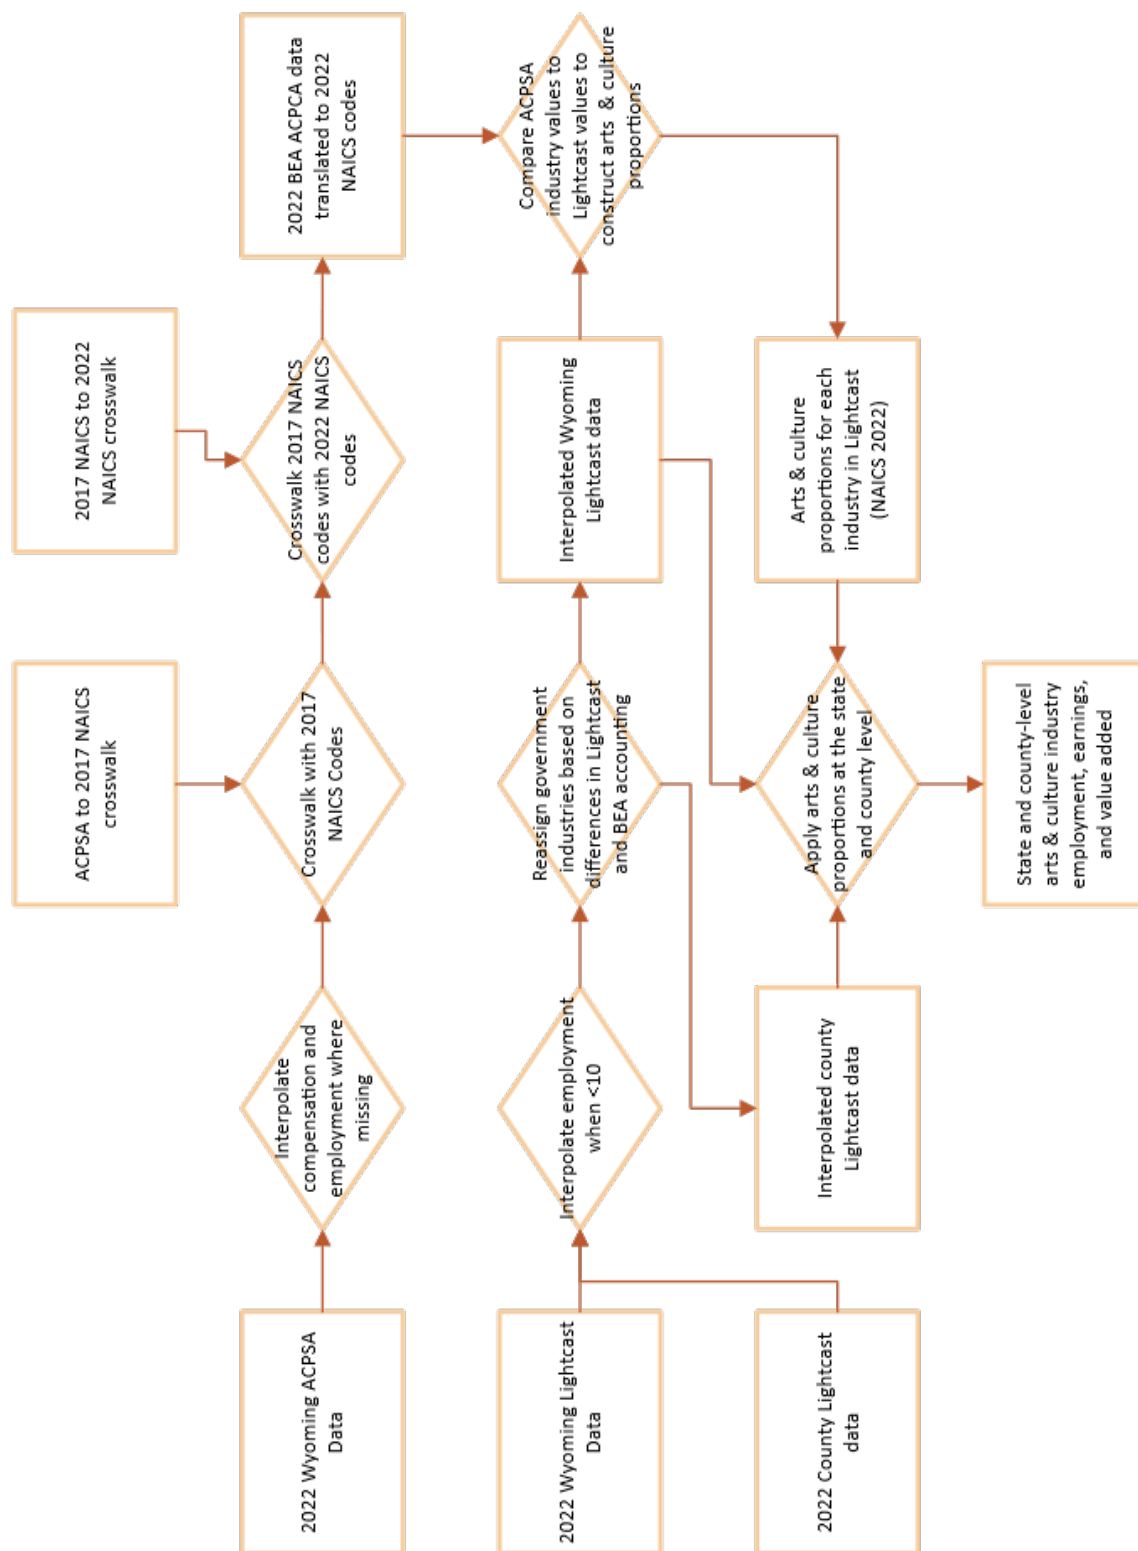 ACPSA to 2017 NAICS
crosswalk
2017 NAICS to 2022
NAICS crosswalk
2022 Wyoming ACPSA
Data
Interpolate
compensation and
employment where
missing
Crosswalk with 2017
NAICS Codes
Crosswalk 2017 NAICS
codes with 2022 NAICS
codes
2022 BEA ACPCA data
translated to 2022
NAICS codes
2022 Wyoming Lightcast
Data
Interpolate employment
when <10
Reassign government
industries based on
differences in Lightcast
and BEA accounting
Interpolated Wyoming
Lightcast data
Compare ACPSA
industry values to
Lightcast values to
construct arts & culture
proportions
2022 County Lightcast
data
Interpolated county
Lightcast data
Apply arts & culture
proportions at the state
and county level
Arts & culture
proportions for each
industry in Lightcast
(NAICS 2022)
State and county-level
arts & culture industry
employment, earnings,
and value added